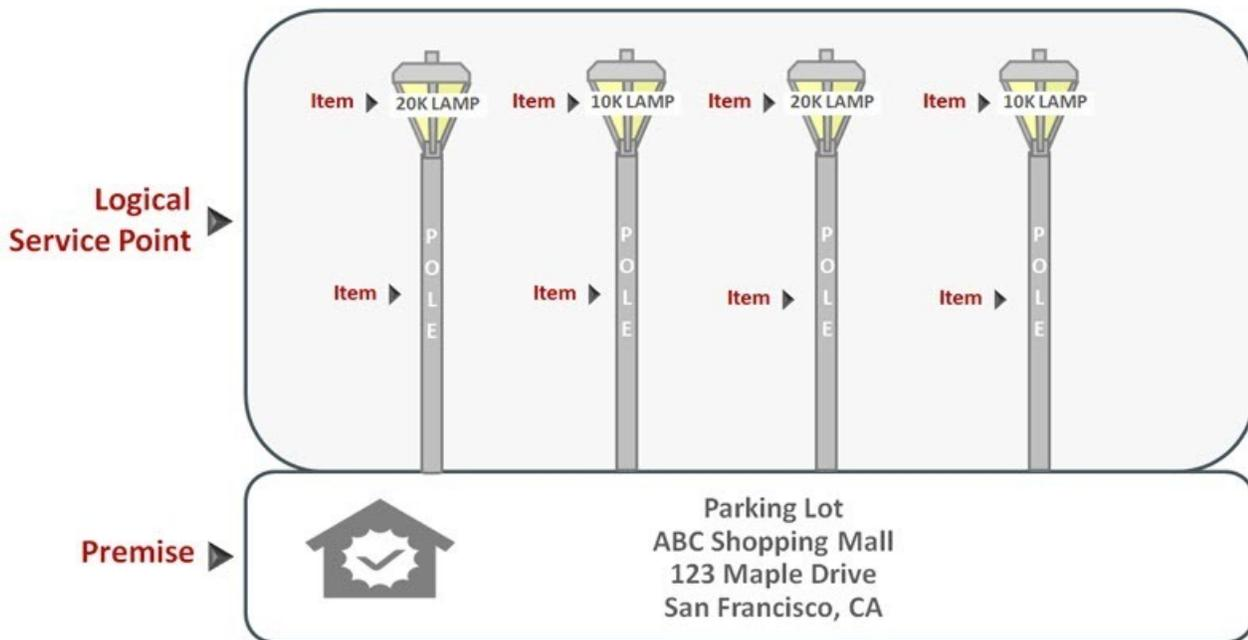 Item
20K LAMP
Item
10K LAMP
Item
20K LAMP
Item
10K LAMP
Logical
Service Point
POLE
POLE
POLE
POLE
Item
Item
Item
Item
Premise
Parking Lot
ABC Shopping Mall
123 Maple Drive
San Francisco, CA